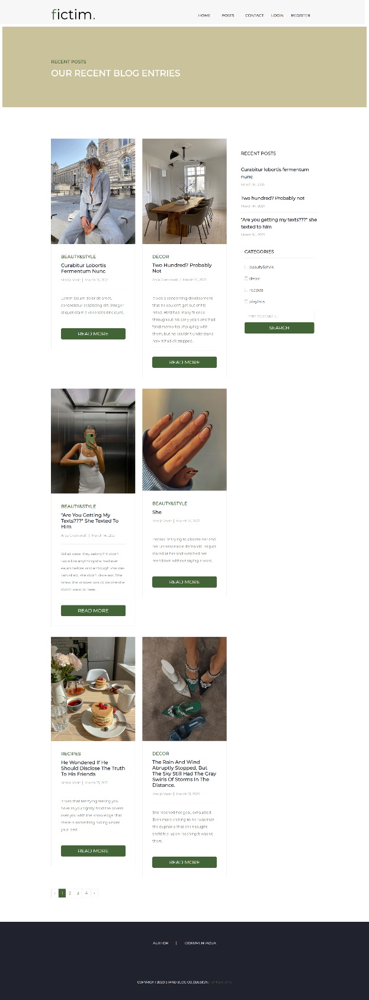 fictim.
HOME
POSTS
CONTACT
LOGIN
REGISTER
RECENT POSTS
OUR RECENT BLOG ENTRIES
BEAUTY&STYLE
Curabitur Lobortis
Fermentum Nunc
Marija Vasic | March 15, 2021
Lorem ipsum dolor sit amet,
consectetur adipiscing elit. Integer
aliquet diam a venenatis tincidunt.
READ MORE
DECOR
Two Hundred? Probably
Not
Anja Cvetkovski | March 14, 2021
It was a concerning development
that he couldn't get out of his
mind. He'd had many friends
throughout his early years and had
fond memories of playing with
them, but he couldn't understand
how it had all stopped.
READ MORE
RECENT POSTS
Curabitur lobortis fermentum
nunc
March 15, 2021
Two hundred? Probably not
March 14, 2021
"Are you getting my texts???" she
texted to him
March 14, 2021
CATEGORIES
beauty&style
decor
recipes
playlists
TYPE TO SEARCH...
SEARCH
BEAUTY&STYLE
"Are You Getting My
Texts???" She Texted To
Him
Anja Cvetkovski | March 14, 2021
What were they eating? It didn't
taste like anything she had ever
eaten before and although she was
famished, she didn't dare ask. She
knew the answer would be one she
didn't want to hear.
READ MORE
BEAUTY&STYLE
She
Marija Vasic | March 14, 2021
Instead of trying to placate her and
her unreasonable demands, he just
stared at her and watched her
meltdown without saying a word.
READ MORE
RECIPES
He Wondered If He
Should Disclose The Truth
To His Friends
Marija Vasic | March 13, 2021
It was that terrifying feeling you
have as you tightly hold the covers
over you with the knowledge that
there is something hiding under
your bed.
READ MORE
DECOR
The Rain And Wind
Abruptly Stopped, But
The Sky Still Had The Gray
Swirls Of Storms In The
Distance.
Marija Vasic | March 13, 2021
She reached her goal, exhausted.
Even more chilling to her was that
the euphoria that she thought
she'd feel upon reaching it wasn't
there.
READ MORE
‹ 1 2 3 4 ›
AUTHOR | DOKUMENTACIJA
COPYRIGHT 2020 STAND BLOG CO. | DESIGN: TEMPLATEMO